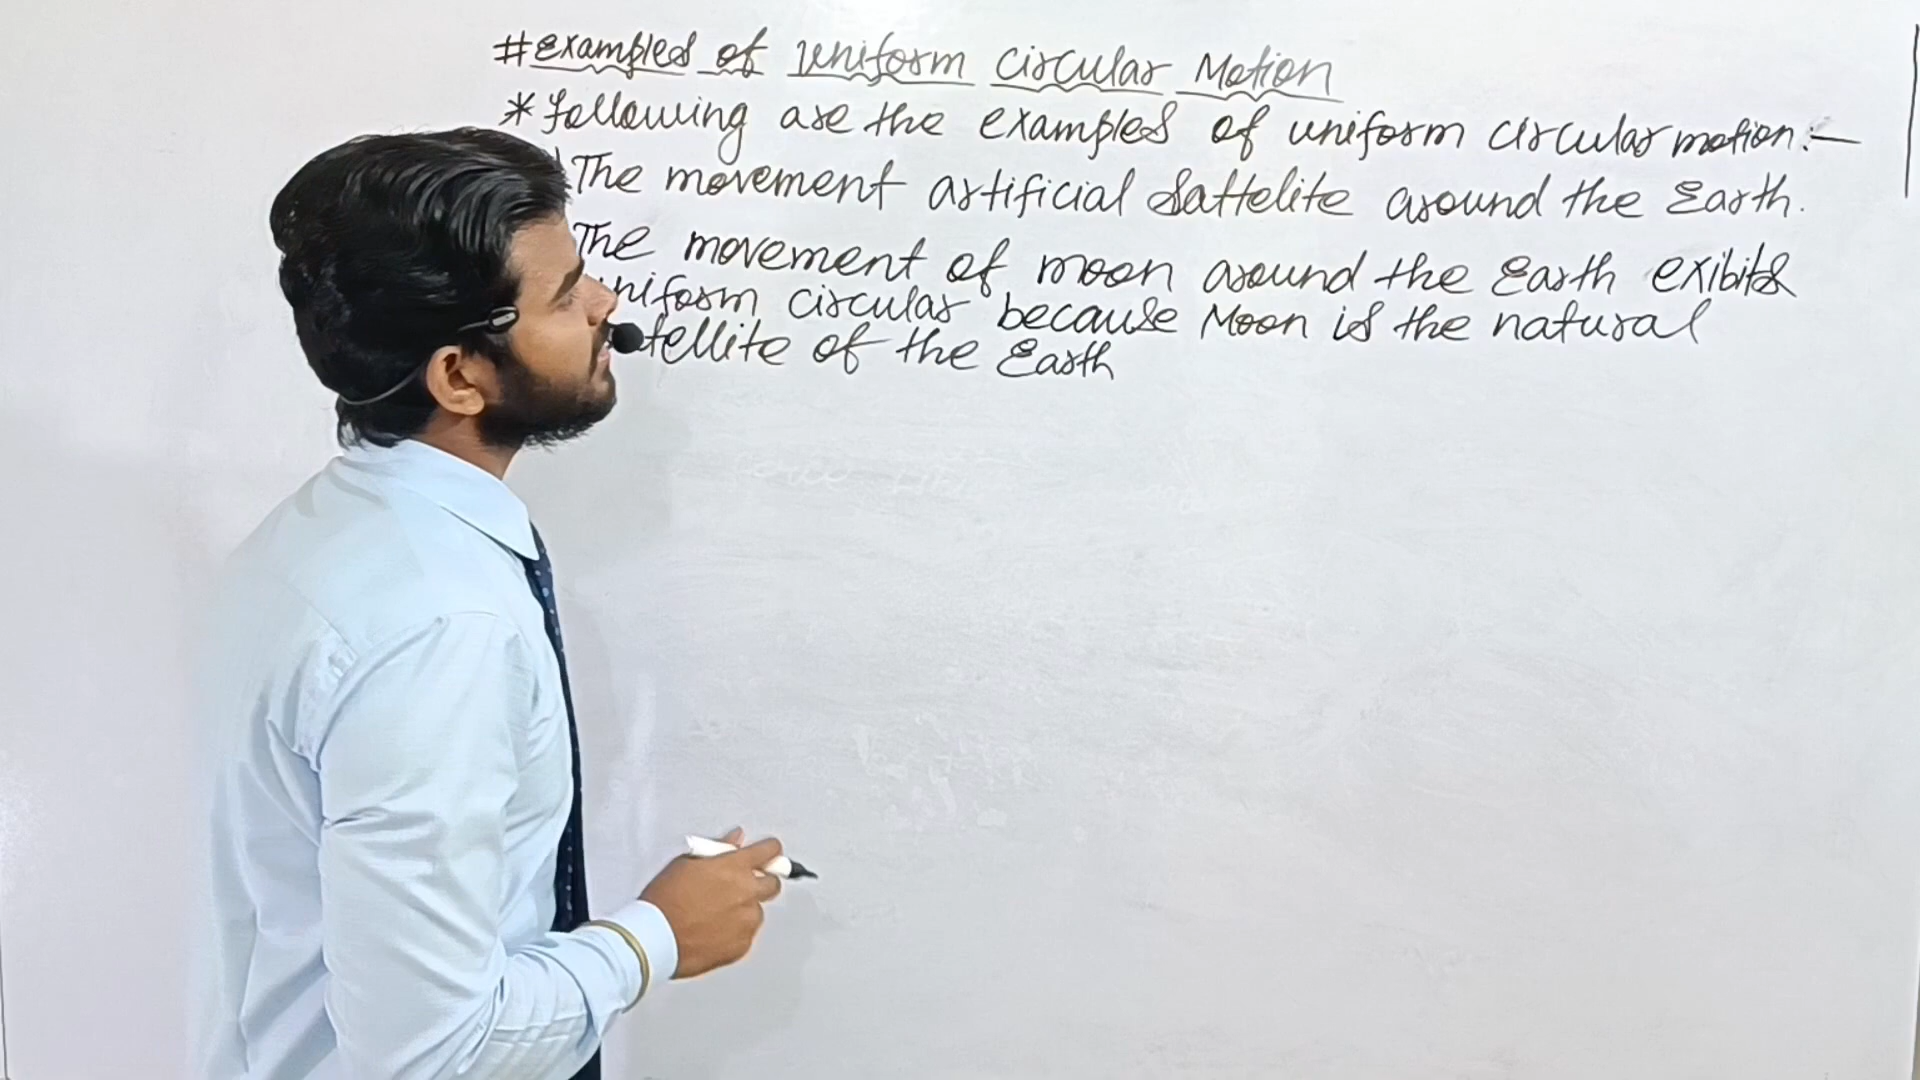 #Examples of Uniform Circular Motion
* Following are the examples of uniform circular motion:-
The movement artificial Sattelite around the Earth.
The movement of moon around the Earth exibits
uniform circular because Moon is the natural
tellite of the Earth